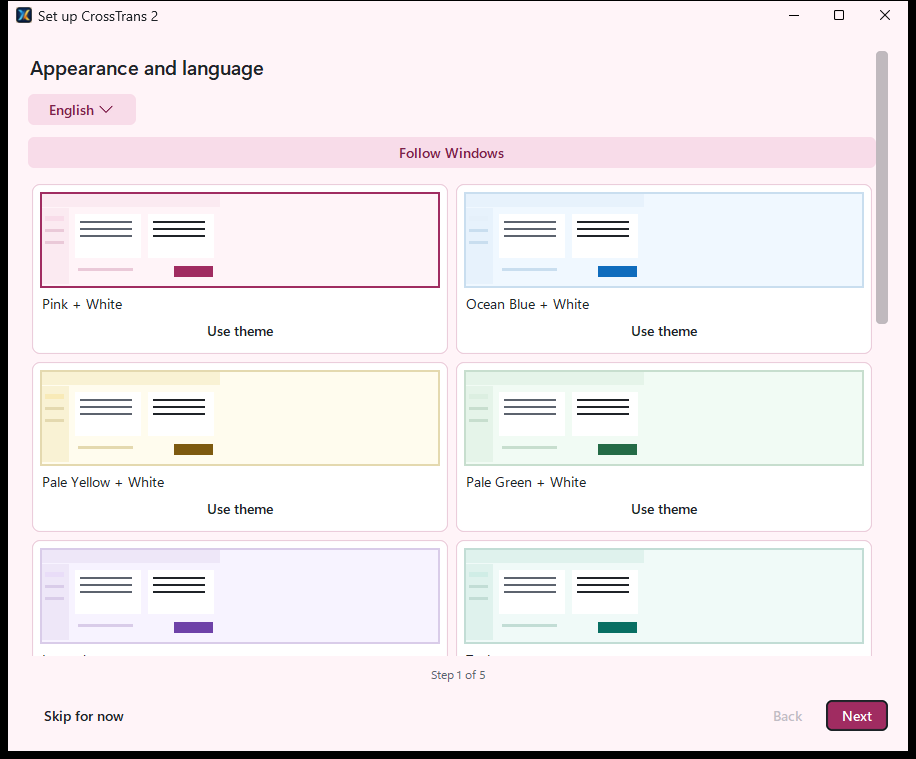 Set up CrossTrans 2
Appearance and language
English
Follow Windows
Pink + White
Use theme
Ocean Blue + White
Use theme
Pale Yellow + White
Use theme
Pale Green + White
Use theme
Step 1 of 5
Skip for now
Back
Next